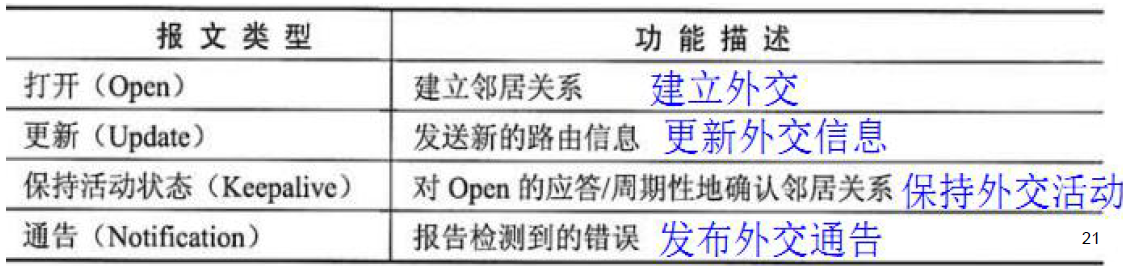 报文类型 功能描述
打开（Open） 建立邻居关系 建立外交
更新（Update） 发送新的路由信息 更新外交信息
保持活动状态（Keepalive） 对 Open 的应答/周期性地确认邻居关系 保持外交活动
通告（Notification） 报告检测到的错误 发布外交通告 21